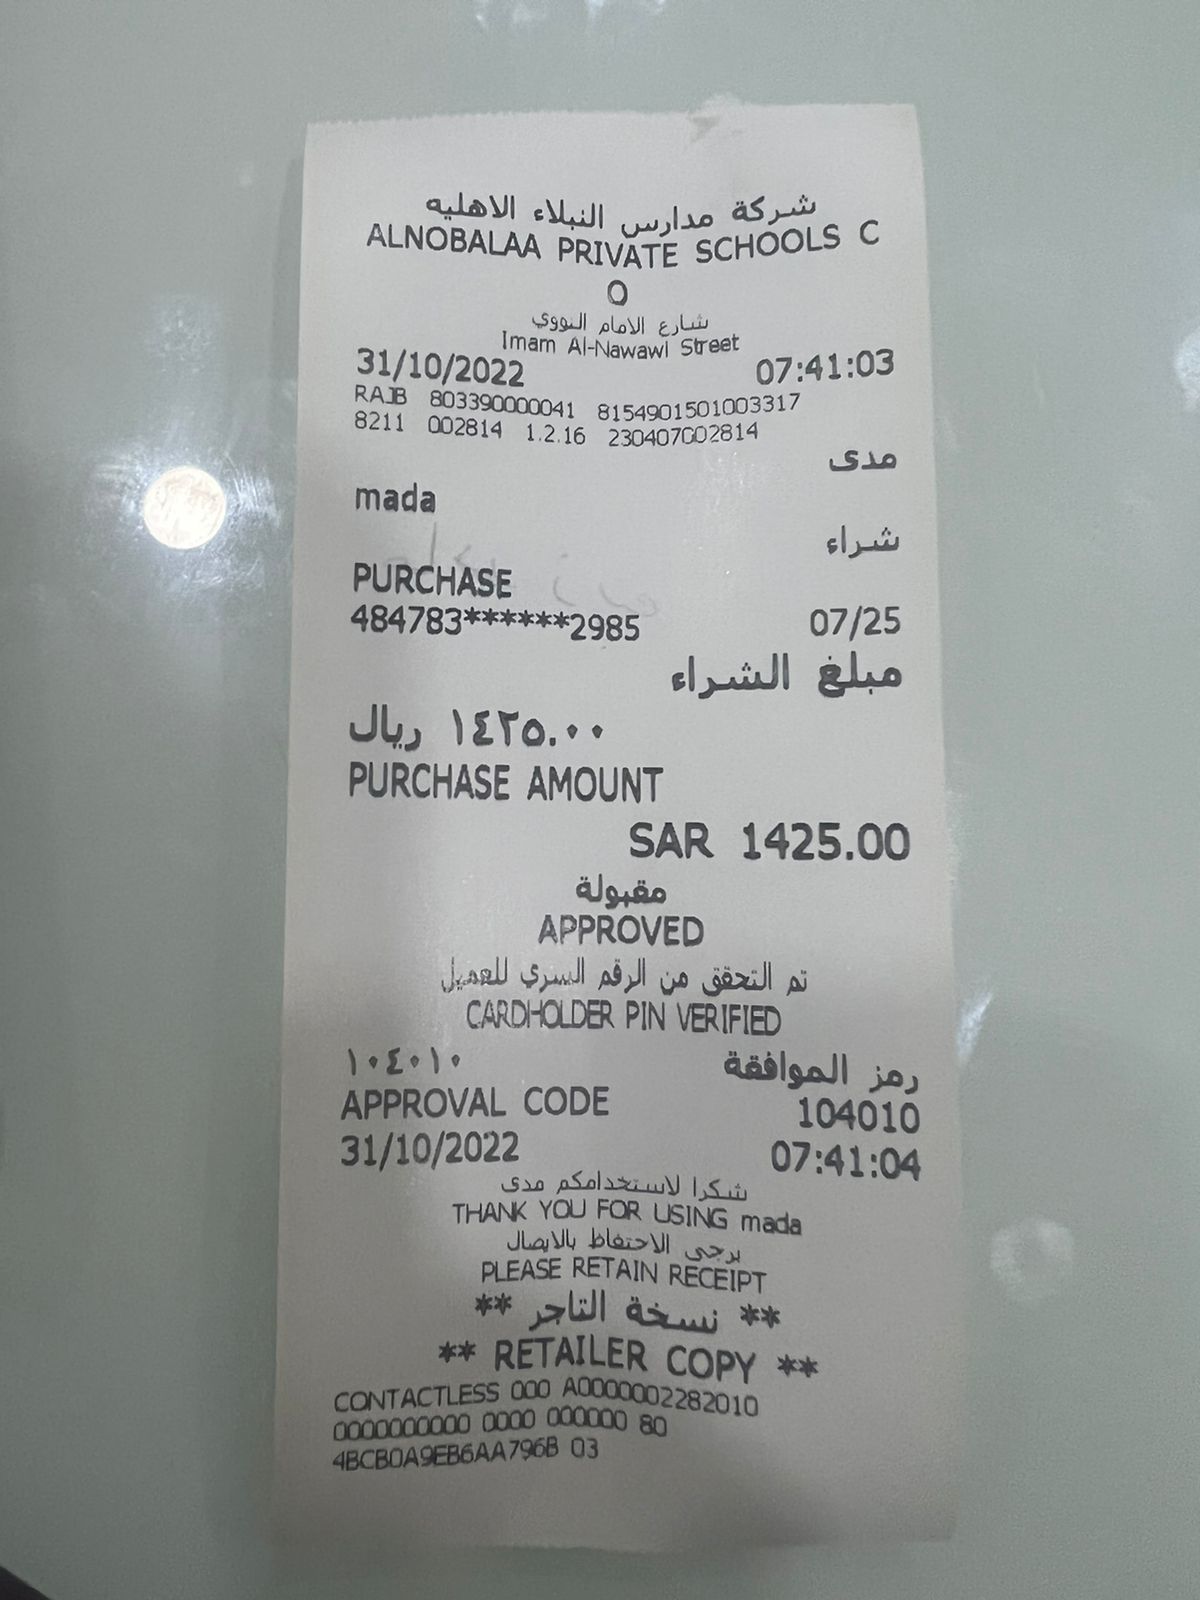 شركة مدارس النبلاء الاهليه
ALNOBALAA PRIVATE SCHOOLS C
O
شارع الامام النووي
Imam Al-Nawawi Street
31/10/2022 07:41:03
RAJB 803390000041 8154901501003317
8211 002814 1.2.16 230407002814
مدى
mada
شراء
PURCHASE
484783******2985 07/25
مبلغ الشراء
١٤٢٥.٠٠ ريال
PURCHASE AMOUNT
SAR 1425.00
مقبولة
APPROVED
تم التحقق من الرقم السري للعميل
CARDHOLDER PIN VERIFIED
رمز الموافقة ١٠٤٠١٠
APPROVAL CODE 104010
31/10/2022 07:41:04
شكرا لاستخدامكم مدى
THANK YOU FOR USING mada
يرجى الاحتفاظ بالايصال
PLEASE RETAIN RECEIPT
** نسخة التاجر **
** RETAILER COPY **
CONTACTLESS 000 A0000002282010
0000000000 0000 000000 80
4BCB0A9EB6AA796B 03